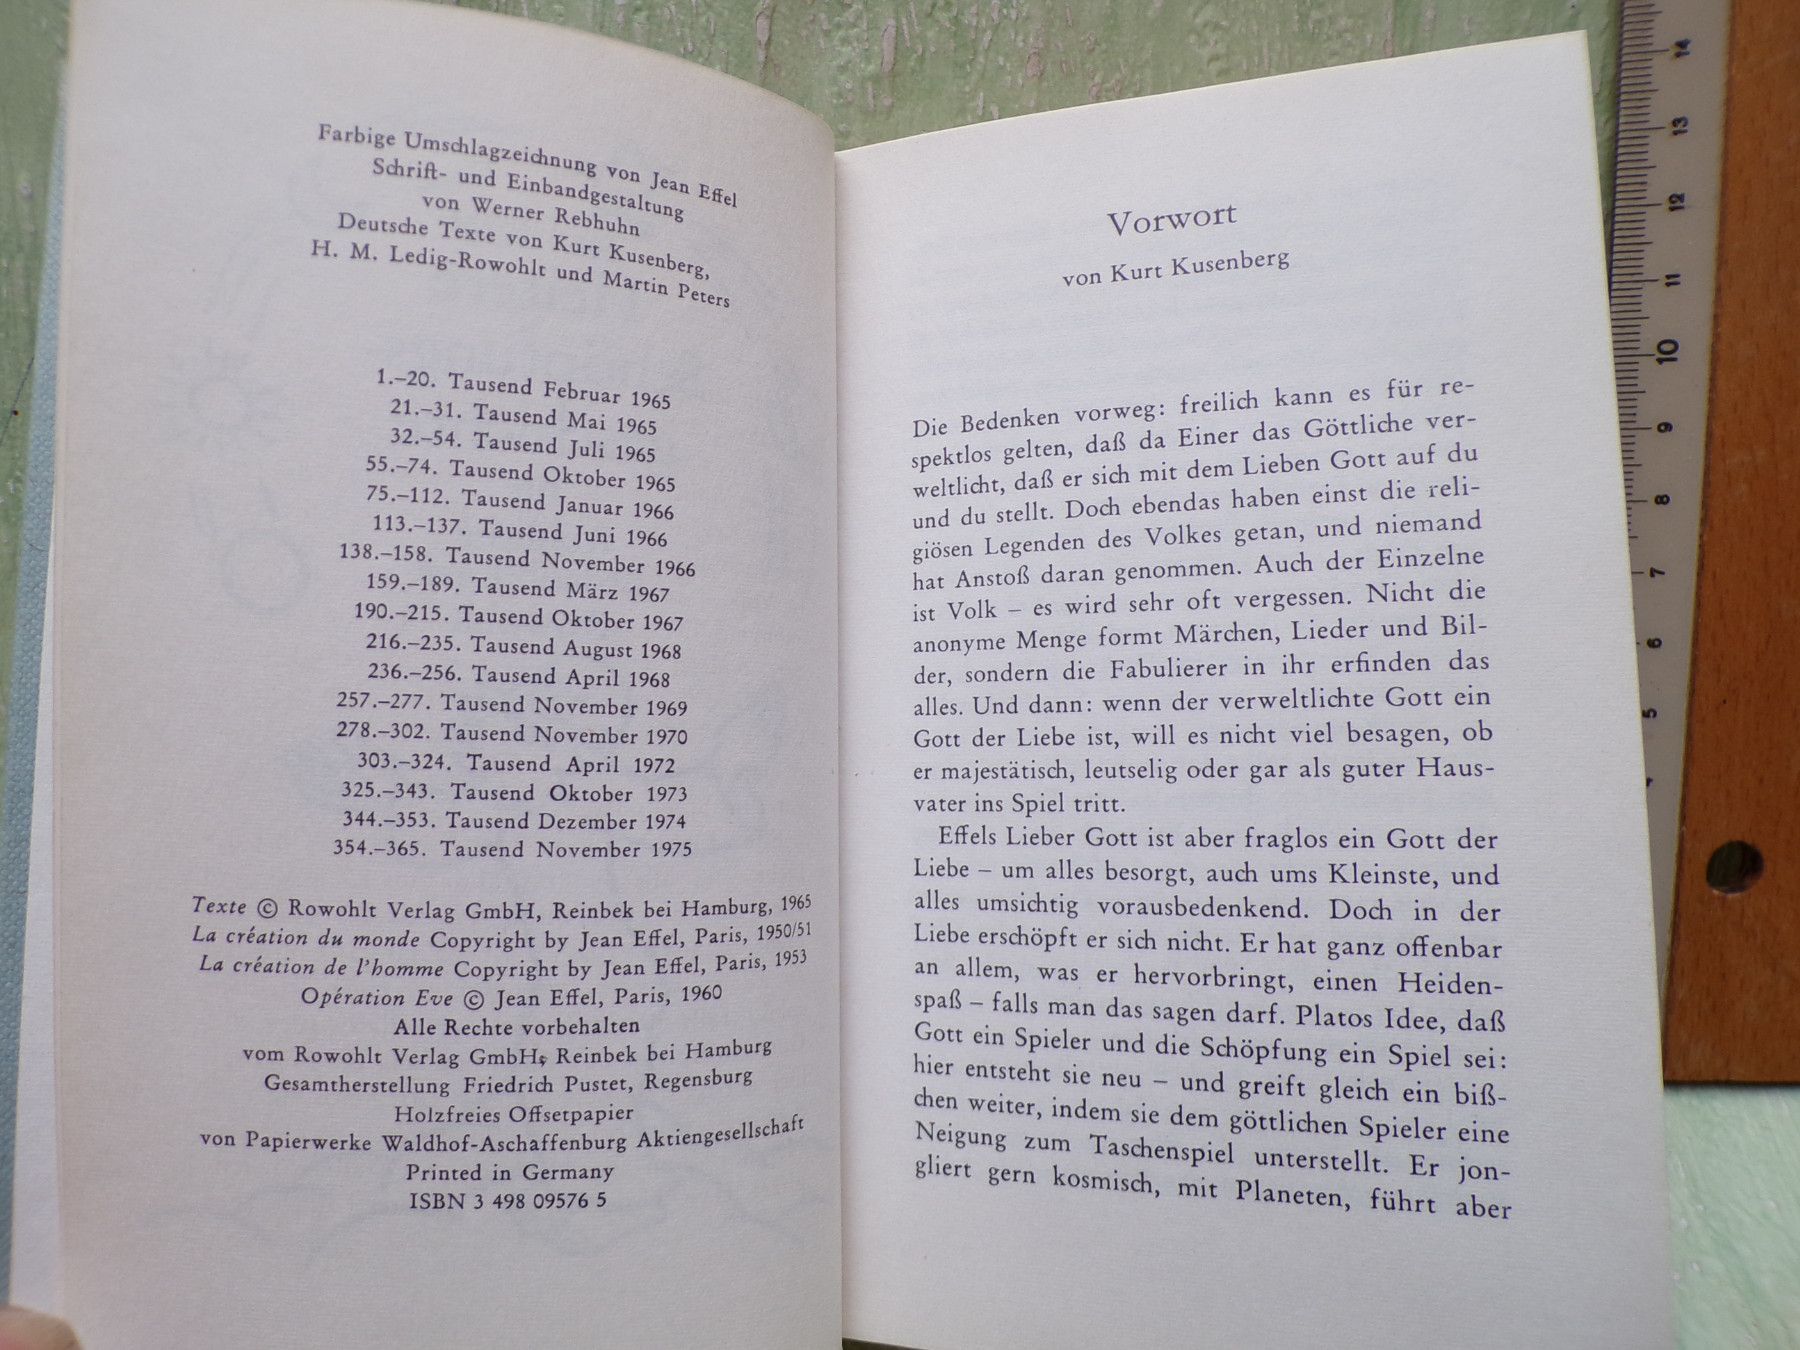 Farbige Umschlagzeichnung von Jean Effel
Schrift- und Einbandgestaltung
von Werner Rebhuhn
Deutsche Texte von Kurt Kusenberg,
H. M. Ledig-Rowohlt und Martin Peters
1.–20. Tausend Februar 1965
21.–31. Tausend Mai 1965
32.–54. Tausend Juli 1965
55.–74. Tausend Oktober 1965
75.–112. Tausend Januar 1966
113.–137. Tausend Juni 1966
138.–158. Tausend November 1966
159.–189. Tausend März 1967
190.–215. Tausend Oktober 1967
216.–235. Tausend August 1968
236.–256. Tausend April 1968
257.–277. Tausend November 1969
278.–302. Tausend November 1970
303.–324. Tausend April 1972
325.–343. Tausend Oktober 1973
344.–353. Tausend Dezember 1974
354.–365. Tausend November 1975
Texte © Rowohlt Verlag GmbH, Reinbek bei Hamburg, 1965
La création du monde Copyright by Jean Effel, Paris, 1950/51
La création de l'homme Copyright by Jean Effel, Paris, 1953
Opération Eve © Jean Effel, Paris, 1960
Alle Rechte vorbehalten
vom Rowohlt Verlag GmbH, Reinbek bei Hamburg
Gesamtherstellung Friedrich Pustet, Regensburg
Holzfreies Offsetpapier
von Papierwerke Waldhof-Aschaffenburg Aktiengesellschaft
Printed in Germany
ISBN 3 498 09576 5
Vorwort
von Kurt Kusenberg
Die Bedenken vorweg: freilich kann es für re-
spektlos gelten, daß da Einer das Göttliche ver-
weltlicht, daß er sich mit dem Lieben Gott auf du
und du stellt. Doch ebendas haben einst die reli-
giösen Legenden des Volkes getan, und niemand
hat Anstoß daran genommen. Auch der Einzelne
ist Volk – es wird sehr oft vergessen. Nicht die
anonyme Menge formt Märchen, Lieder und Bil-
der, sondern die Fabulierer in ihr erfinden das
alles. Und dann: wenn der verweltlichte Gott ein
Gott der Liebe ist, will es nicht viel besagen, ob
er majestätisch, leutselig oder gar als guter Haus-
vater ins Spiel tritt.
Effels Lieber Gott ist aber fraglos ein Gott der
Liebe – um alles besorgt, auch ums Kleinste, und
alles umsichtig vorausbedenkend. Doch in der
Liebe erschöpft er sich nicht. Er hat ganz offenbar
an allem, was er hervorbringt, einen Heiden-
spaß – falls man das sagen darf. Platos Idee, daß
Gott ein Spieler und die Schöpfung ein Spiel sei:
hier entsteht sie neu – und greift gleich ein biß-
chen weiter, indem sie dem göttlichen Spieler eine
Neigung zum Taschenspiel unterstellt. Er jon-
gliert gern kosmisch, mit Planeten, führt aber
14
13
12
11
10
9
8
7
6
5